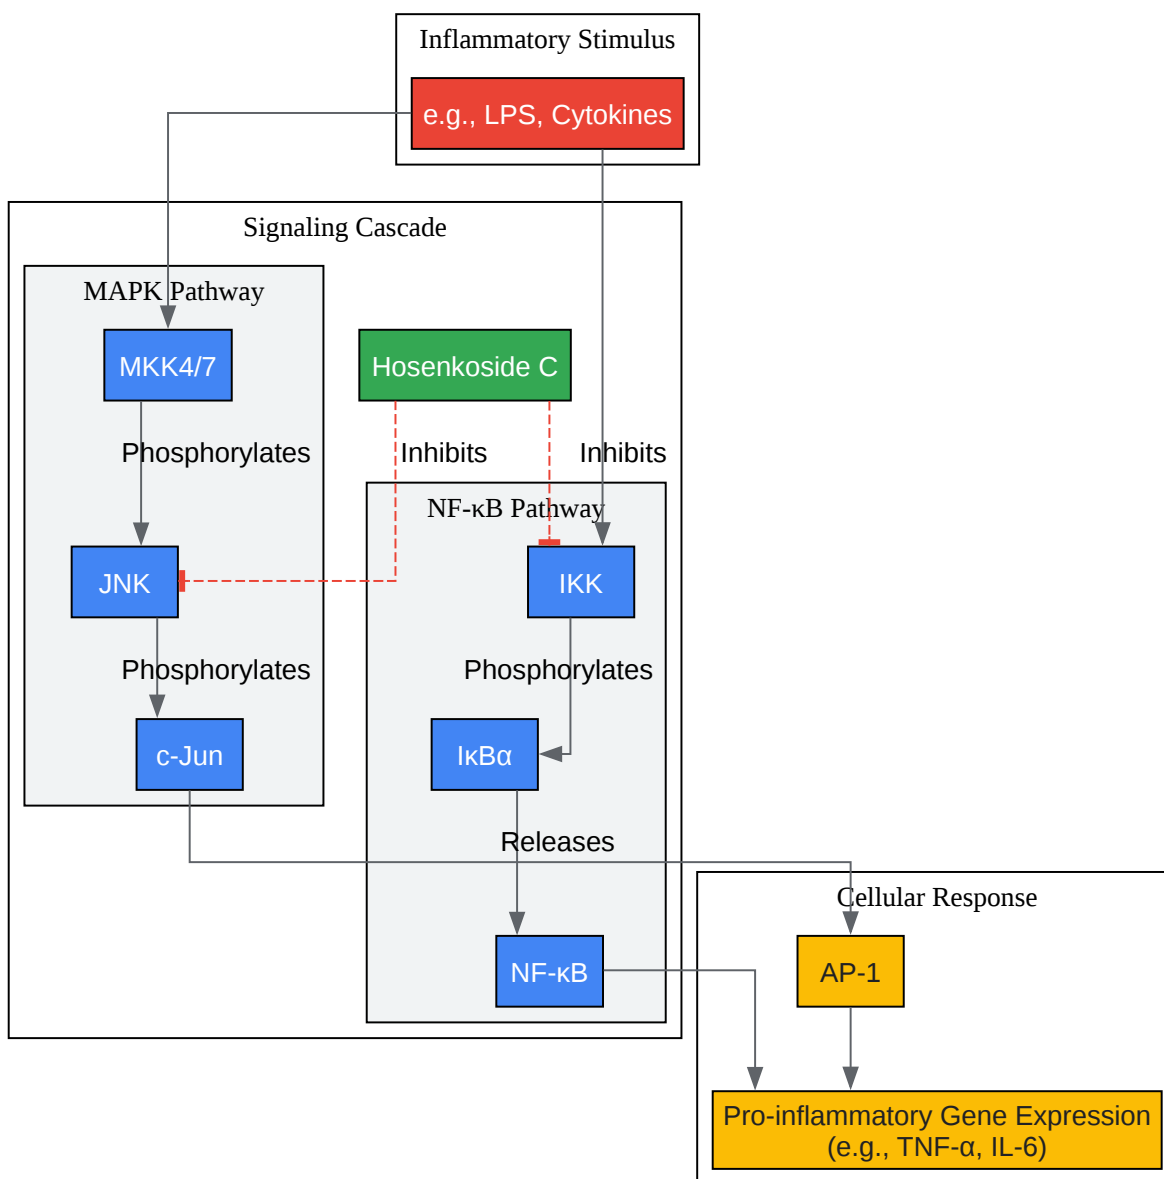 Inflammatory Stimulus
e.g., LPS, Cytokines
Signaling Cascade
MAPK Pathway
MKK4/7
Hosenkoside C
Phosphorylates
Inhibits
Inhibits
NF-κB Pathway
JNK
IKK
Phosphorylates
Phosphorylates
c-Jun
IκBα
Releases
Cellular Response
NF-κB
AP-1
Pro-inflammatory Gene Expression
(e.g., TNF-α, IL-6)